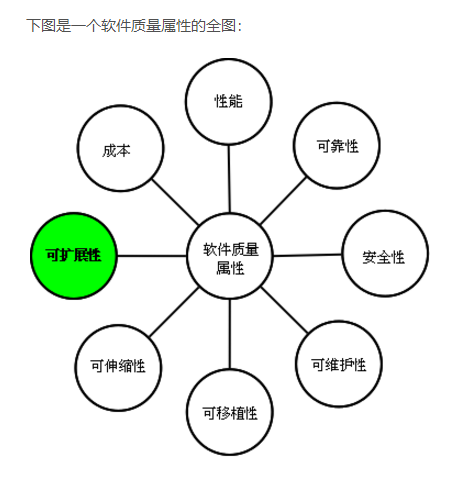 下图是一个软件质量属性的全图：
性能
成本
可靠性
可扩展性
软件质量
属性
安全性
可伸缩性
可维护性
可移植性